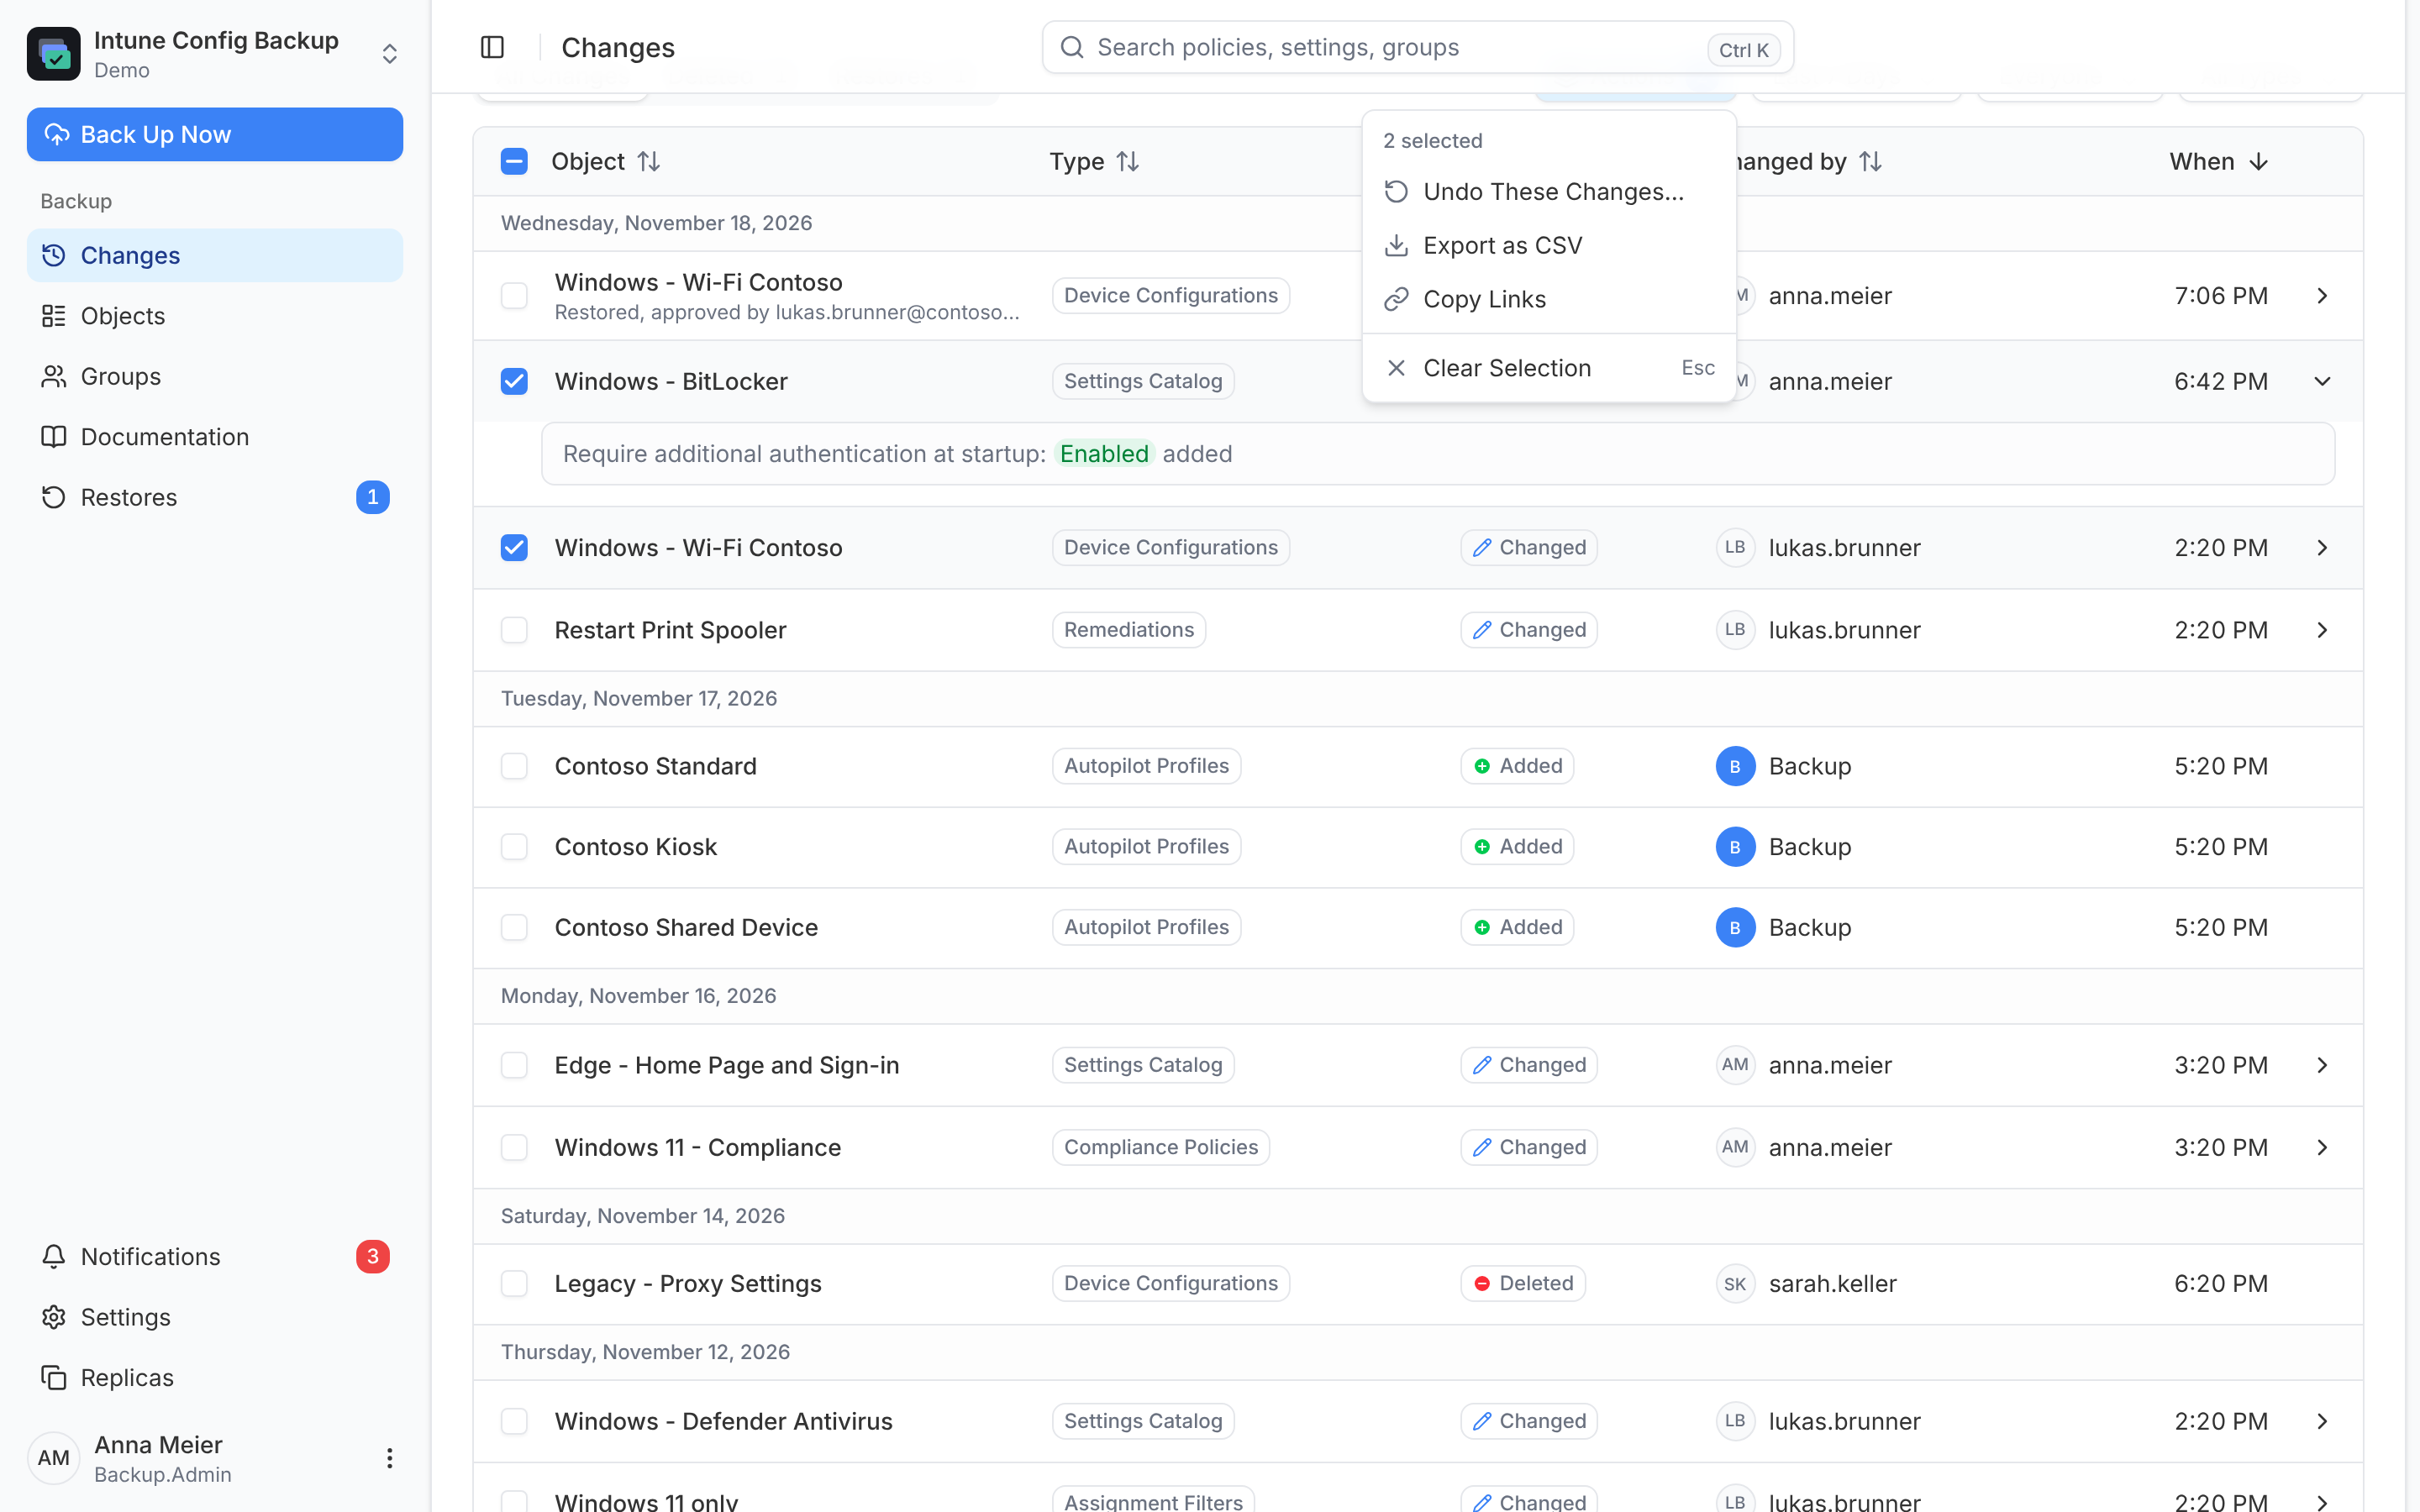 Intune Config Backup
Demo
Back Up Now
Backup
Changes
Objects
Groups
Documentation
Restores 1
Notifications 3
Settings
Replicas
AM Anna Meier
Backup.Admin
Changes
Search policies, settings, groups Ctrl K
Object Type hanged by When
2 selected
Undo These Changes...
Export as CSV
Copy Links
Clear Selection Esc
Wednesday, November 18, 2026
Windows - Wi-Fi Contoso Device Configurations M anna.meier 7:06 PM
Restored, approved by lukas.brunner@contoso...
Windows - BitLocker Settings Catalog M anna.meier 6:42 PM
Require additional authentication at startup: Enabled added
Windows - Wi-Fi Contoso Device Configurations Changed LB lukas.brunner 2:20 PM
Restart Print Spooler Remediations Changed LB lukas.brunner 2:20 PM
Tuesday, November 17, 2026
Contoso Standard Autopilot Profiles Added B Backup 5:20 PM
Contoso Kiosk Autopilot Profiles Added B Backup 5:20 PM
Contoso Shared Device Autopilot Profiles Added B Backup 5:20 PM
Monday, November 16, 2026
Edge - Home Page and Sign-in Settings Catalog Changed AM anna.meier 3:20 PM
Windows 11 - Compliance Compliance Policies Changed AM anna.meier 3:20 PM
Saturday, November 14, 2026
Legacy - Proxy Settings Device Configurations Deleted SK sarah.keller 6:20 PM
Thursday, November 12, 2026
Windows - Defender Antivirus Settings Catalog Changed LB lukas.brunner 2:20 PM
Windows 11 only Assignment Filters Changed LB lukas.brunner 2:20 PM